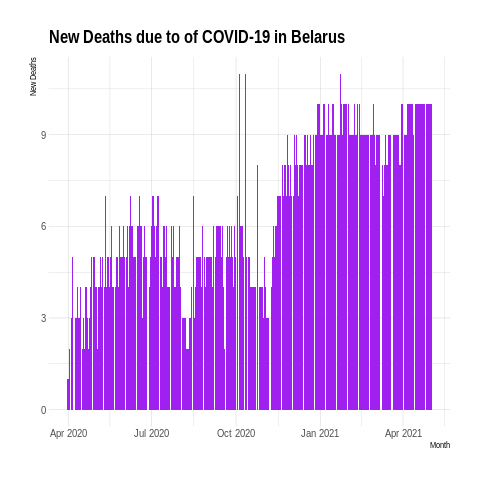 New Deaths due to of COVID-19 in Belarus
New Deaths
9
6
3
0
Apr 2020 Jul 2020 Oct 2020 Jan 2021 Apr 2021
Month